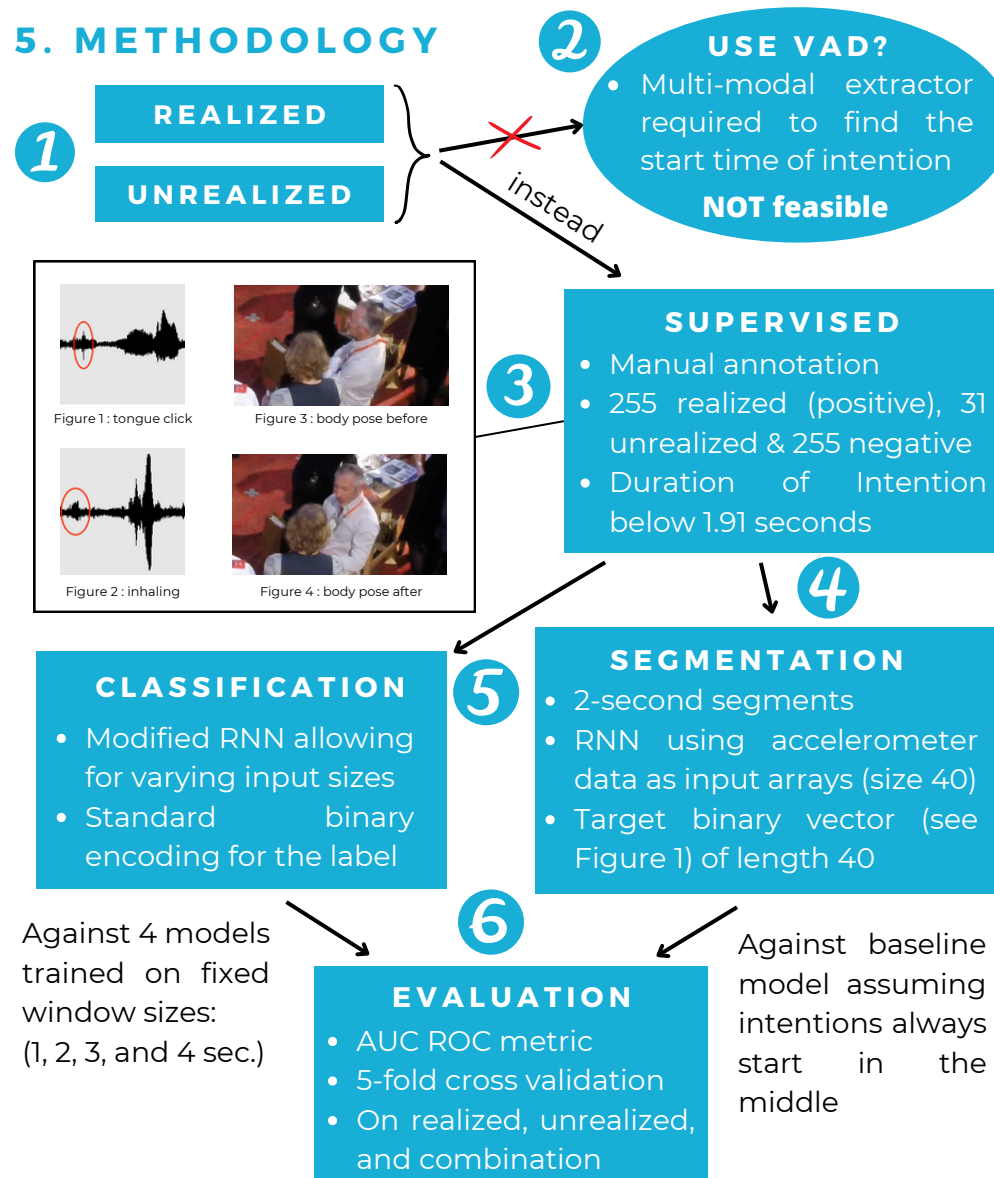 5. METHODOLOGY
1
REALIZED
UNREALIZED
2
USE VAD?
• Multi-modal extractor
required to find the
start time of intention
NOT feasible
instead
Figure 1 : tongue click
Figure 3 : body pose before
Figure 2 : inhaling
Figure 4 : body pose after
3
SUPERVISED
• Manual annotation
• 255 realized (positive), 31
unrealized & 255 negative
• Duration of Intention
below 1.91 seconds
4
SEGMENTATION
• 2-second segments
• RNN using accelerometer
data as input arrays (size 40)
• Target binary vector (see
Figure 1) of length 40
5
CLASSIFICATION
• Modified RNN allowing
for varying input sizes
• Standard binary
encoding for the label
Against 4 models
trained on fixed
window sizes:
(1, 2, 3, and 4 sec.)
6
EVALUATION
• AUC ROC metric
• 5-fold cross validation
• On realized, unrealized,
and combination
Against baseline
model assuming
intentions always
start in the
middle